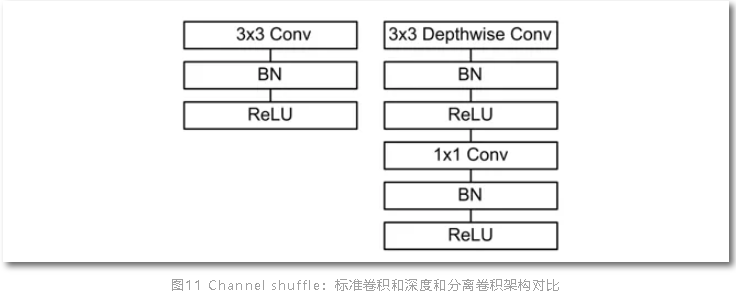 3x3 Conv
BN
ReLU
3x3 Depthwise Conv
BN
ReLU
1x1 Conv
BN
ReLU
图11 Channel shuffle：标准卷积和深度和分离卷积架构对比